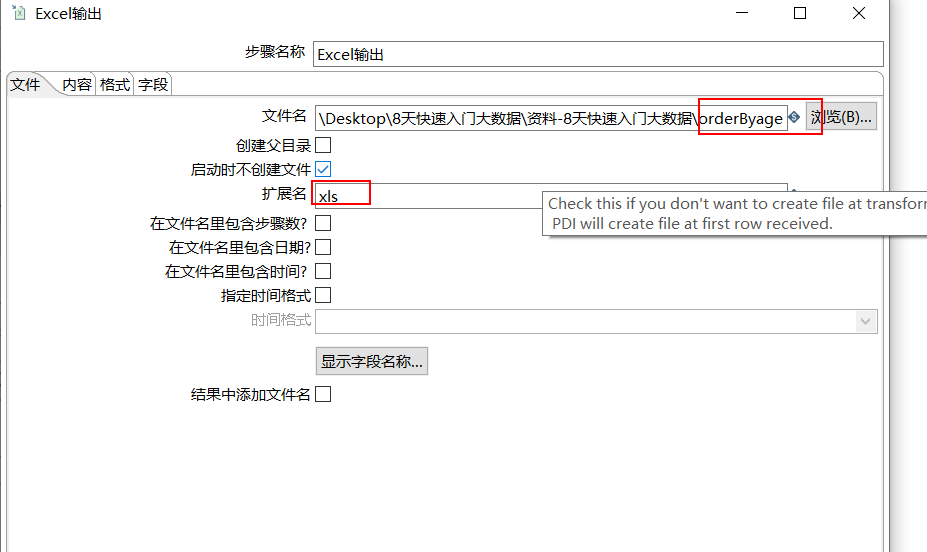 Excel输出
步骤名称 Excel输出
文件 内容 格式 字段
文件名 \Desktop\8天快速入门大数据\资料-8天快速入门大数据\orderByage 浏览(B)...
创建父目录
启动时不创建文件
扩展名 xls
Check this if you don't want to create file at transform
PDI will create file at first row received.
在文件名里包含步骤数?
在文件名里包含日期?
在文件名里包含时间?
指定时间格式
时间格式
显示字段名称...
结果中添加文件名